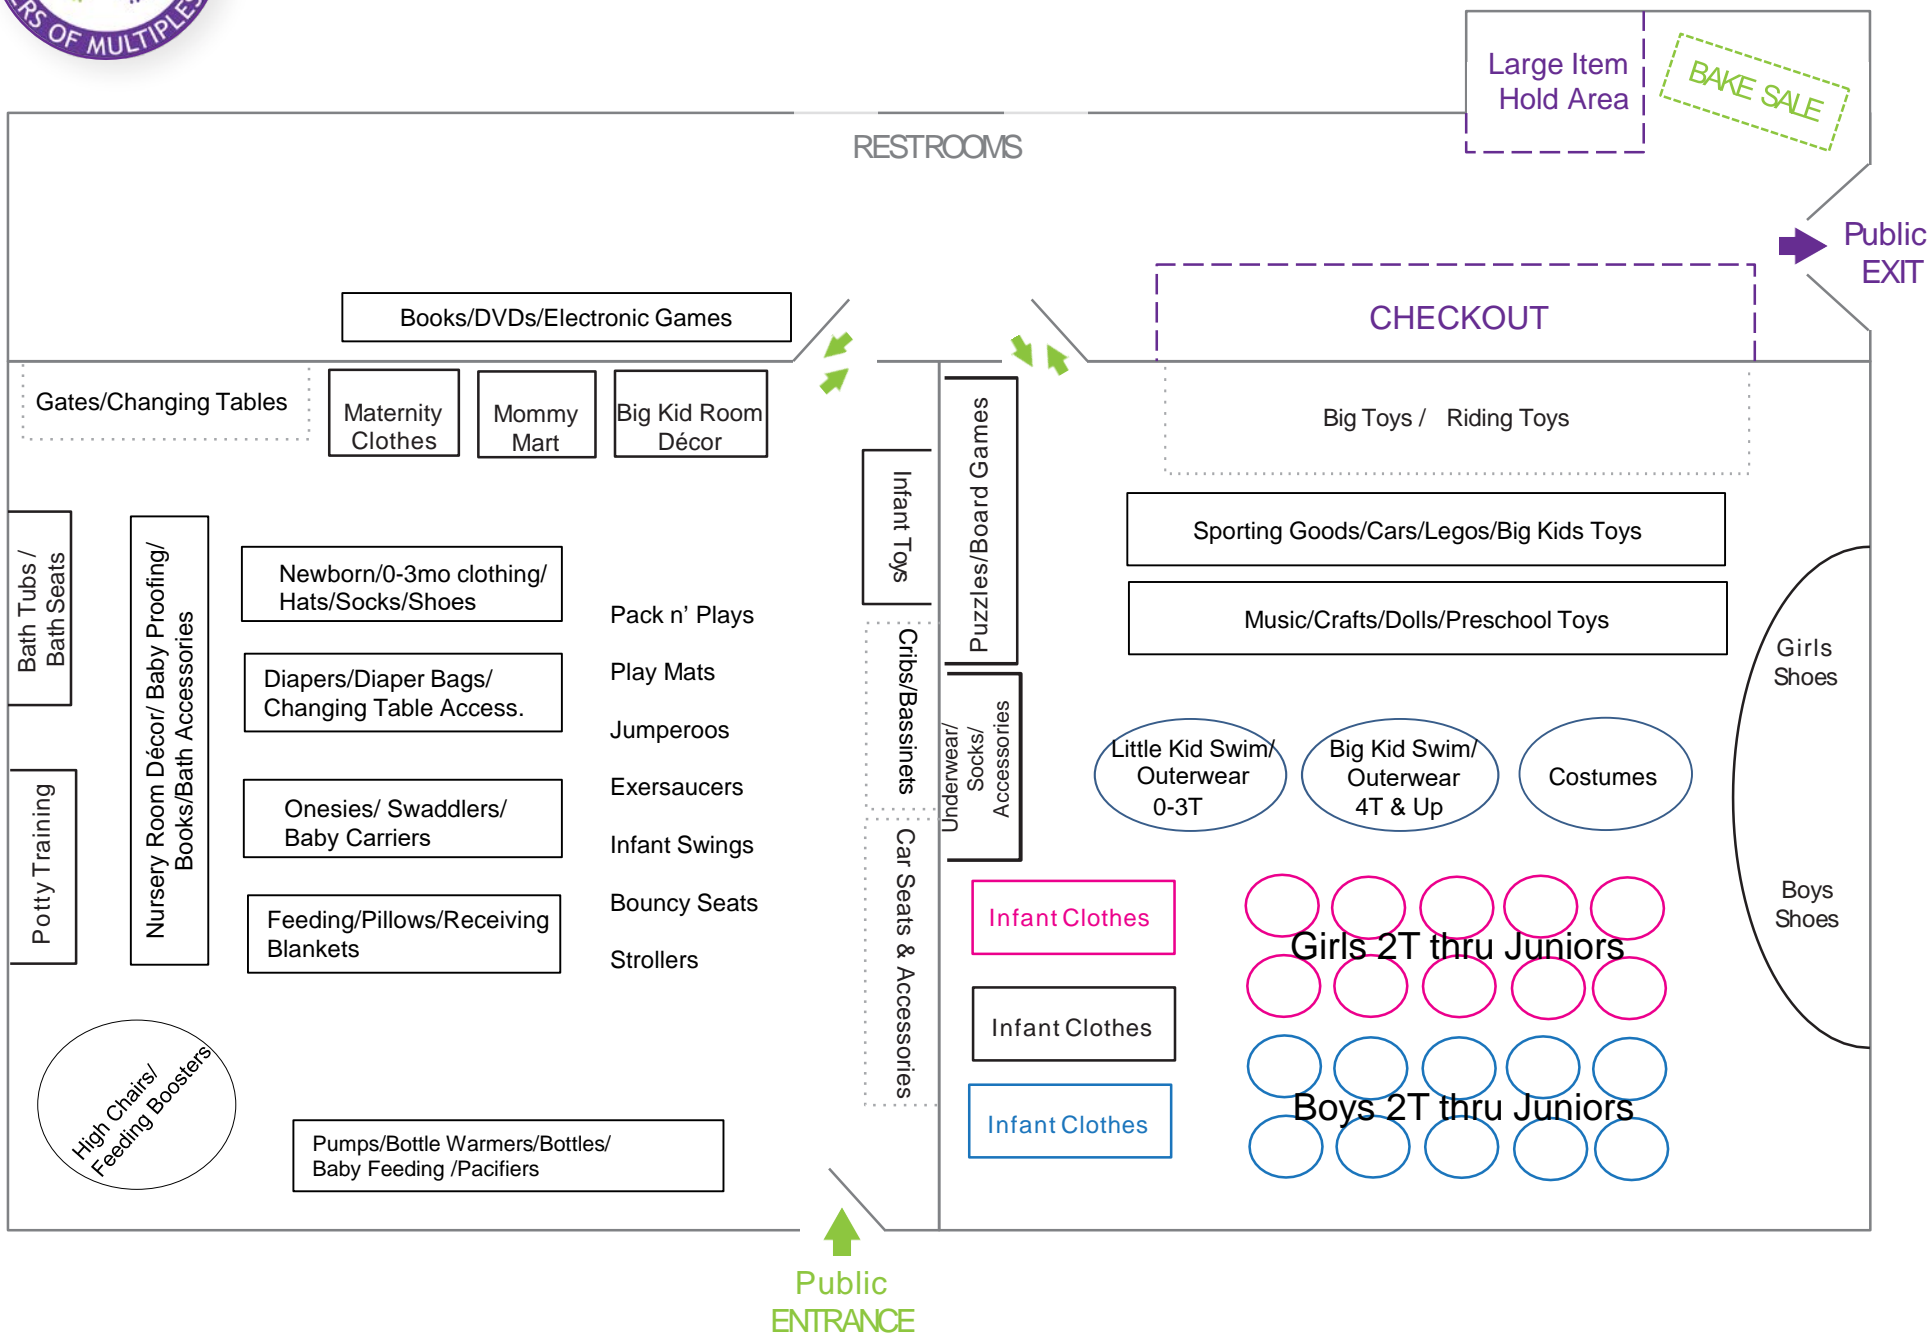 OF MULTIPLES
Large Item
Hold Area
BAKE SALE
RESTROOMS
Public
EXIT
CHECKOUT
Books/DVDs/Electronic Games
Gates/Changing Tables
Maternity
Clothes
Mommy
Mart
Big Kid Room
Décor
Infant Toys
Puzzles/Board Games
Big Toys / Riding Toys
Sporting Goods/Cars/Legos/Big Kids Toys
Music/Crafts/Dolls/Preschool Toys
Girls
Shoes
Boys
Shoes
Bath Tubs /
Bath Seats
Potty Training
Nursery Room Décor/ Baby Proofing/
Books/Bath Accessories
Newborn/0-3mo clothing/
Hats/Socks/Shoes
Diapers/Diaper Bags/
Changing Table Access.
Onesies/ Swaddlers/
Baby Carriers
Feeding/Pillows/Receiving
Blankets
Pack n’ Plays
Play Mats
Jumperoos
Exersaucers
Infant Swings
Bouncy Seats
Strollers
Cribs/Bassinets
Car Seats & Accessories
Underwear/
Socks/
Accessories
Little Kid Swim/
Outerwear
0-3T
Big Kid Swim/
Outerwear
4T & Up
Costumes
Infant Clothes
Infant Clothes
Infant Clothes
Girls 2T thru Juniors
Boys 2T thru Juniors
High Chairs/
Feeding Boosters
Pumps/Bottle Warmers/Bottles/
Baby Feeding /Pacifiers
Public
ENTRANCE